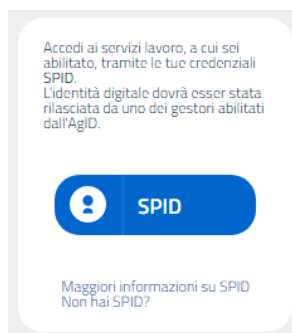 Accedi ai servizi lavoro, a cui sei
abilitato, tramite le tue credenziali
SPID.
L'identità digitale dovrà esser stata
rilasciata da uno dei gestori abilitati
dall'AgID.
SPID
Maggiori informazioni su SPID
Non hai SPID?